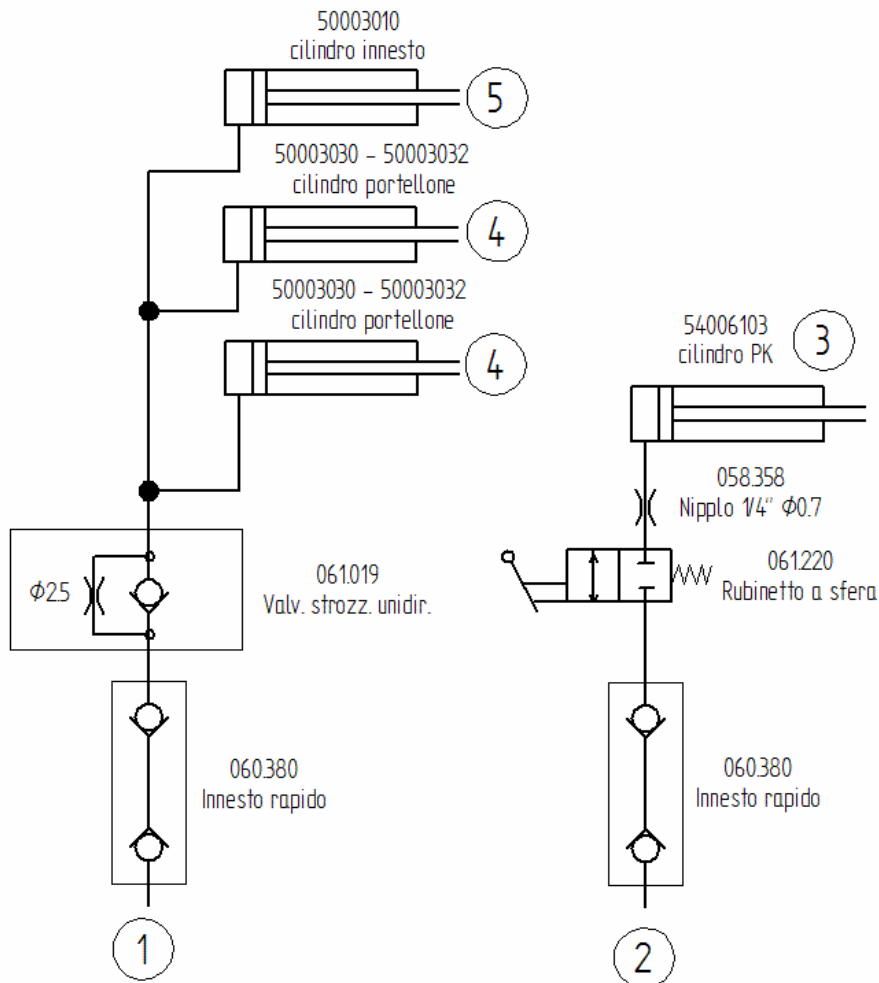 50003010
cilindro innesto
5
50003030 - 50003032
cilindro portellone
4
50003030 - 50003032
cilindro portellone
4
54006103
cilindro PK
3
058.358
Nipplo 1/4" Φ0.7
Φ2.5
061.019
Valv. strozz. unidir.
061.220
Rubinetto a sfera
060.380
Innesto rapido
060.380
Innesto rapido
1
2